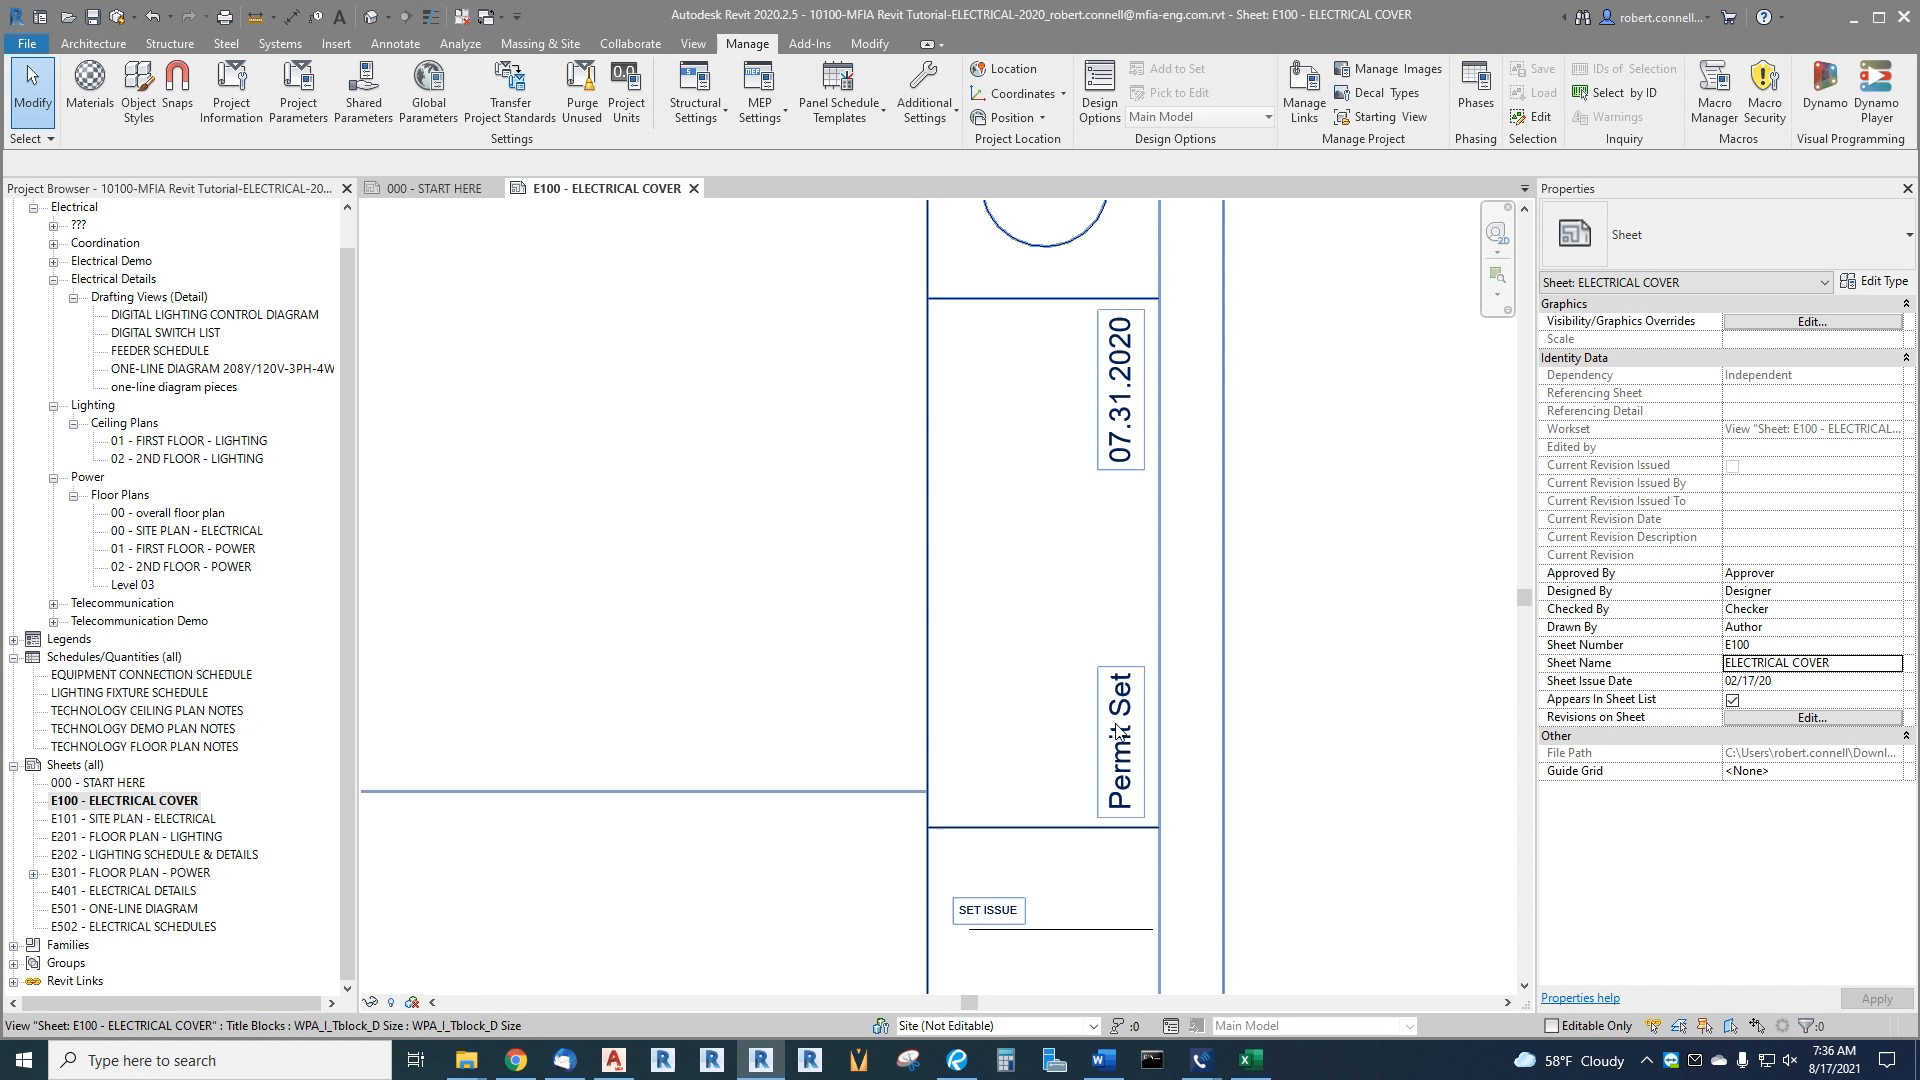 Autodesk Revit 2020.2.5 - 10100-MFIA Revit Tutorial-ELECTRICAL-2020_robert.connell@mfia-eng.com.rvt - Sheet: E100 - ELECTRICAL COVER
robert.connell...
File Architecture Structure Steel Systems Insert Annotate Analyze Massing & Site Collaborate View Manage Add-Ins Modify
Modify
Materials
Object Styles
Snaps
Project Information
Project Parameters
Shared Parameters
Global Parameters
Transfer Project Standards
Purge Unused
Project Units
Structural Settings
MEP Settings
Panel Schedule Templates
Additional Settings
Location
Coordinates
Position
Design Options
Add to Set
Pick to Edit
Main Model
Manage Links
Manage Images
Decal Types
Starting View
Phases
Save
Load
Edit
IDs of Selection
Select by ID
Warnings
Macro Manager
Macro Security
Dynamo
Dynamo Player
Select
Settings
Project Location
Design Options
Manage Project
Phasing
Selection
Inquiry
Macros
Visual Programming
Project Browser - 10100-MFIA Revit Tutorial-ELECTRICAL-20...
Electrical
???
Coordination
Electrical Demo
Electrical Details
Drafting Views (Detail)
DIGITAL LIGHTING CONTROL DIAGRAM
DIGITAL SWITCH LIST
FEEDER SCHEDULE
ONE-LINE DIAGRAM 208Y/120V-3PH-4W
one-line diagram pieces
Lighting
Ceiling Plans
01 - FIRST FLOOR - LIGHTING
02 - 2ND FLOOR - LIGHTING
Power
Floor Plans
00 - overall floor plan
00 - SITE PLAN - ELECTRICAL
01 - FIRST FLOOR - POWER
02 - 2ND FLOOR - POWER
Level 03
Telecommunication
Telecommunication Demo
Legends
Schedules/Quantities (all)
EQUIPMENT CONNECTION SCHEDULE
LIGHTING FIXTURE SCHEDULE
TECHNOLOGY CEILING PLAN NOTES
TECHNOLOGY DEMO PLAN NOTES
TECHNOLOGY FLOOR PLAN NOTES
Sheets (all)
000 - START HERE
E100 - ELECTRICAL COVER
E101 - SITE PLAN - ELECTRICAL
E201 - FLOOR PLAN - LIGHTING
E202 - LIGHTING SCHEDULE & DETAILS
E301 - FLOOR PLAN - POWER
E401 - ELECTRICAL DETAILS
E501 - ONE-LINE DIAGRAM
E502 - ELECTRICAL SCHEDULES
Families
Groups
Revit Links
000 - START HERE
E100 - ELECTRICAL COVER
2D
07.31.2020
Permit Set
SET ISSUE
Properties
Sheet
Sheet: ELECTRICAL COVER
Edit Type
Graphics
Visibility/Graphics Overrides Edit...
Scale
Identity Data
Dependency Independent
Referencing Sheet
Referencing Detail
Workset View "Sheet: E100 - ELECTRICAL...
Edited by
Current Revision Issued
Current Revision Issued By
Current Revision Issued To
Current Revision Date
Current Revision Description
Current Revision
Approved By Approver
Designed By Designer
Checked By Checker
Drawn By Author
Sheet Number E100
Sheet Name ELECTRICAL COVER
Sheet Issue Date 02/17/20
Appears In Sheet List
Revisions on Sheet Edit...
Other
File Path C:\Users\robert.connell\Downl...
Guide Grid <None>
Properties help
Apply
View "Sheet: E100 - ELECTRICAL COVER" : Title Blocks : WPA_I_Tblock_D Size : WPA_I_Tblock_D Size
Site (Not Editable)
:0
Main Model
Editable Only
:0
Type here to search
58°F Cloudy
7:36 AM
8/17/2021